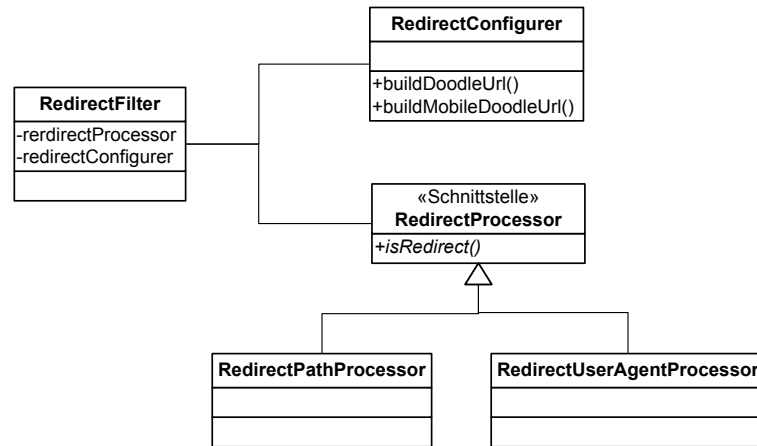 RedirectConfigurer
+buildDoodleUrl()
+buildMobileDoodleUrl()
RedirectFilter
-rerdirectProcessor
-redirectConfigurer
«Schnittstelle»
RedirectProcessor
+isRedirect()
RedirectPathProcessor
RedirectUserAgentProcessor